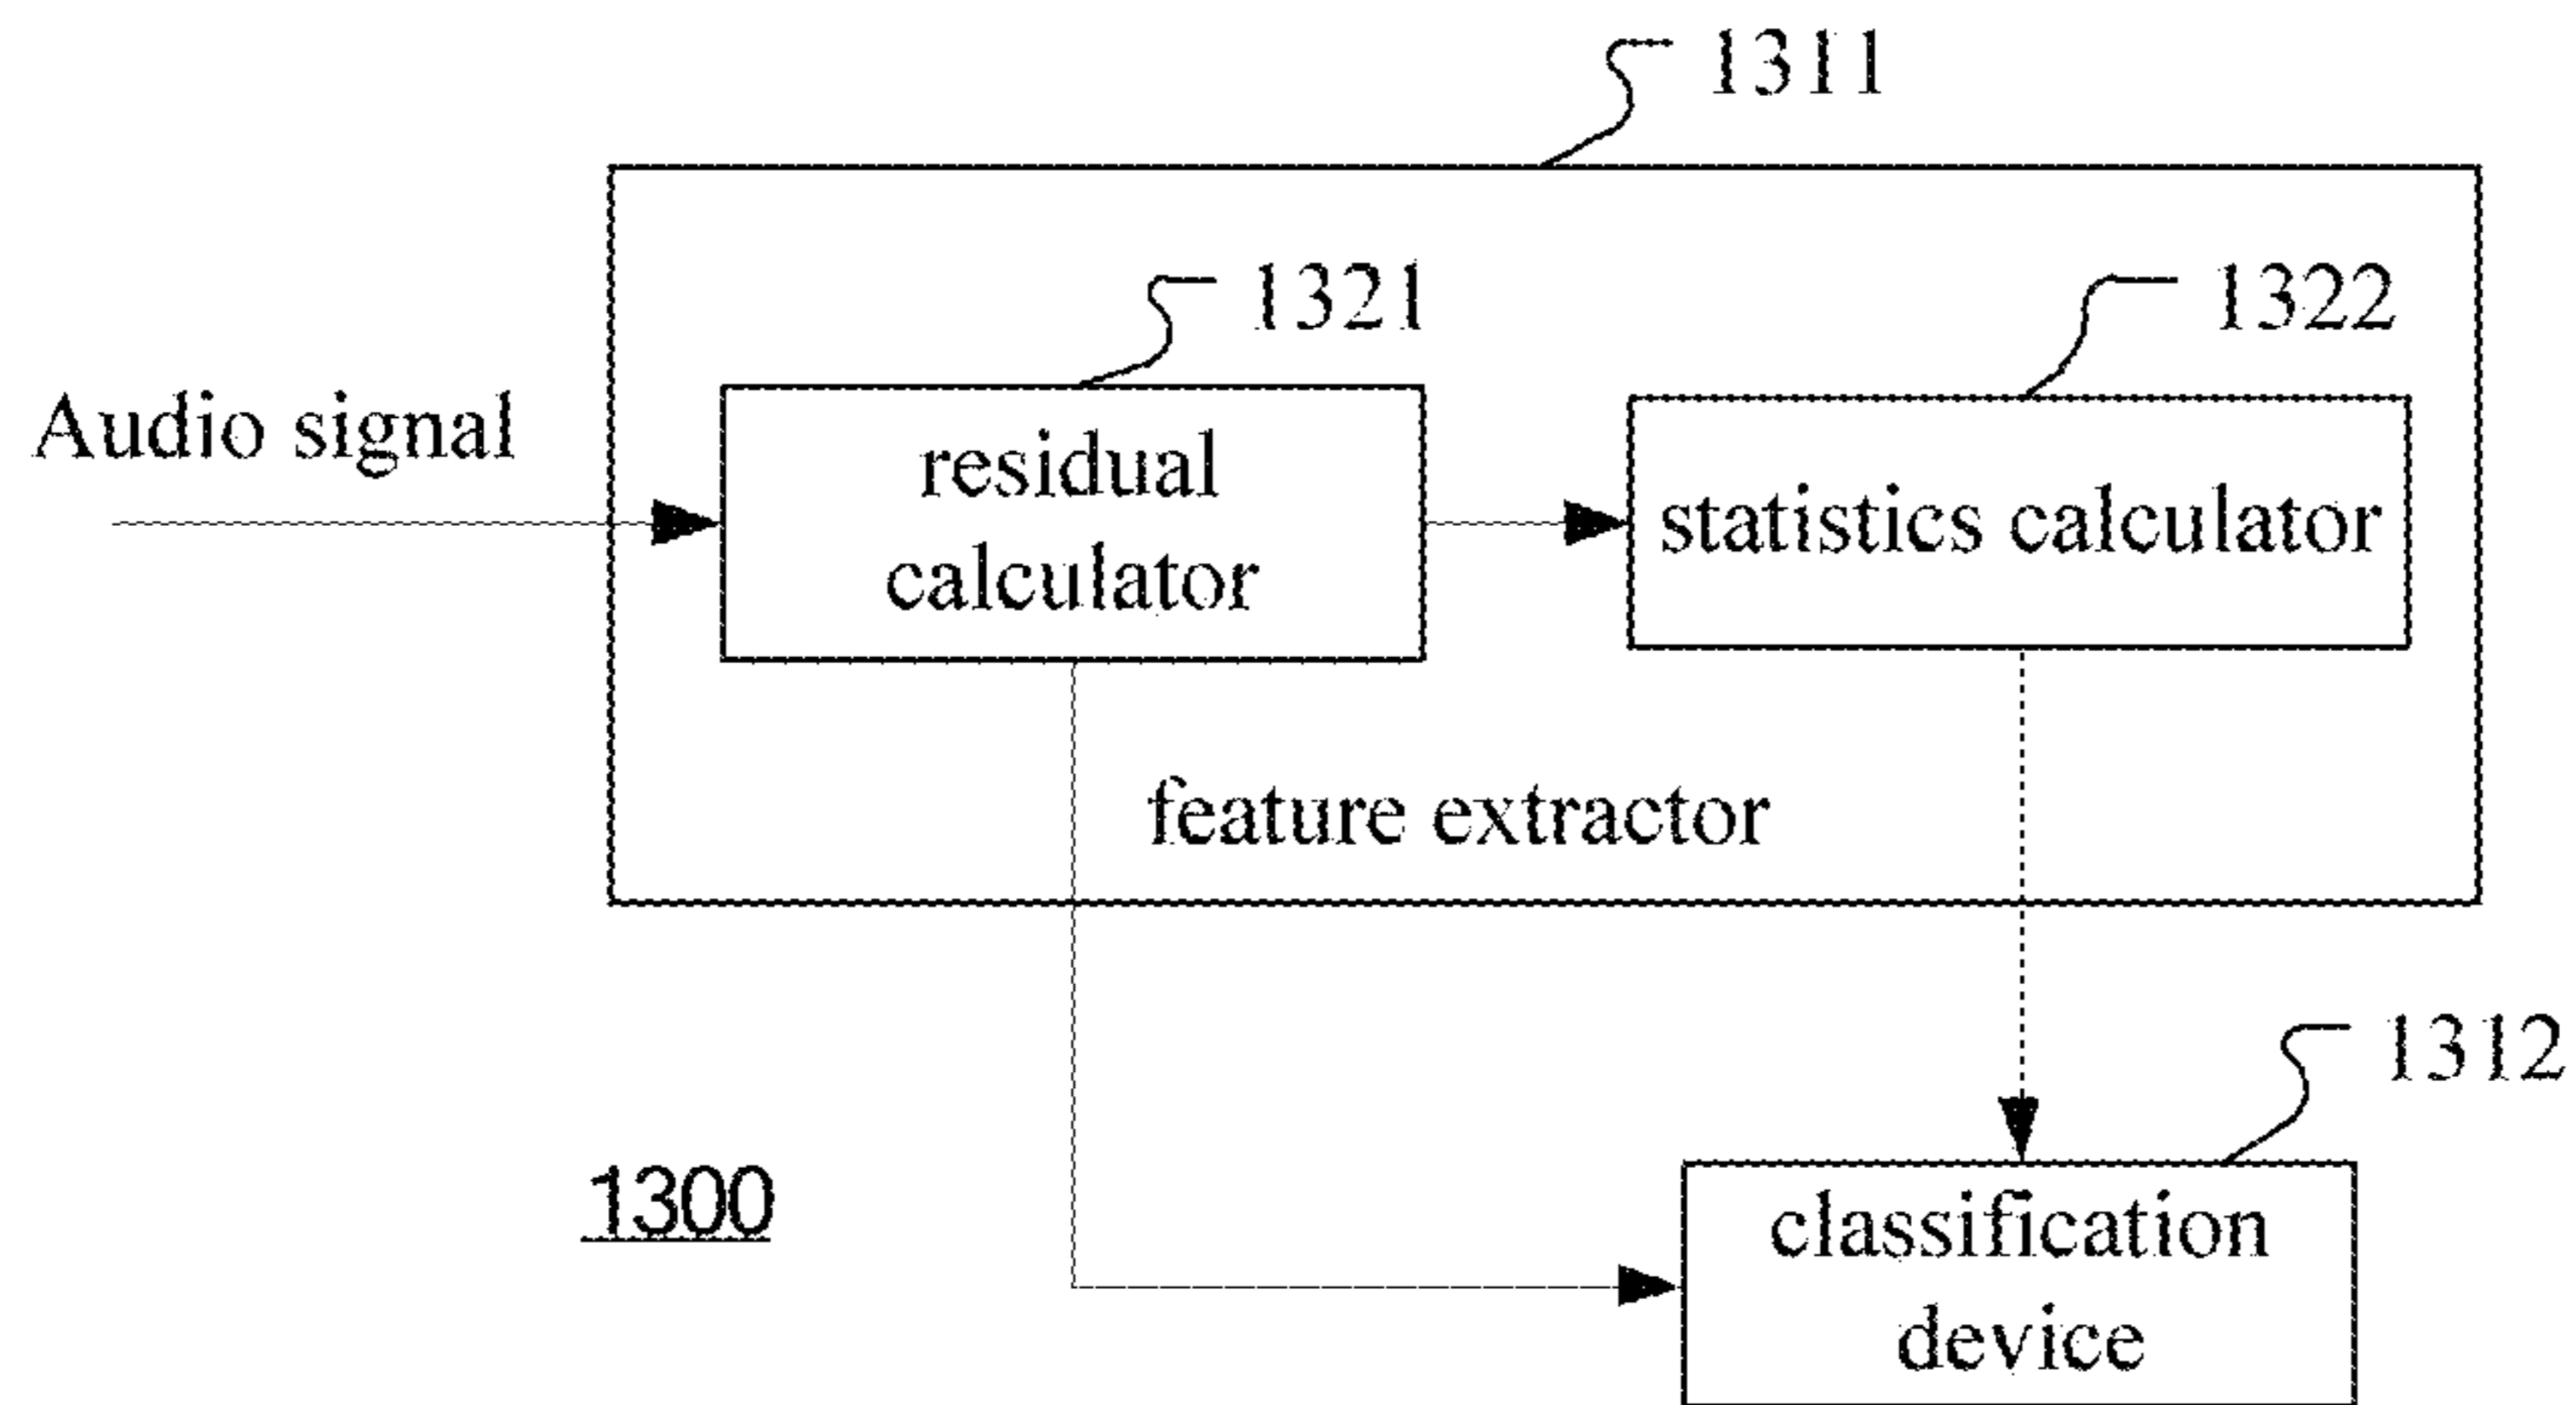 1311
1321
1322
Audio signal
residual
calculator
statistics calculator
feature extractor
1312
1300
classification
device